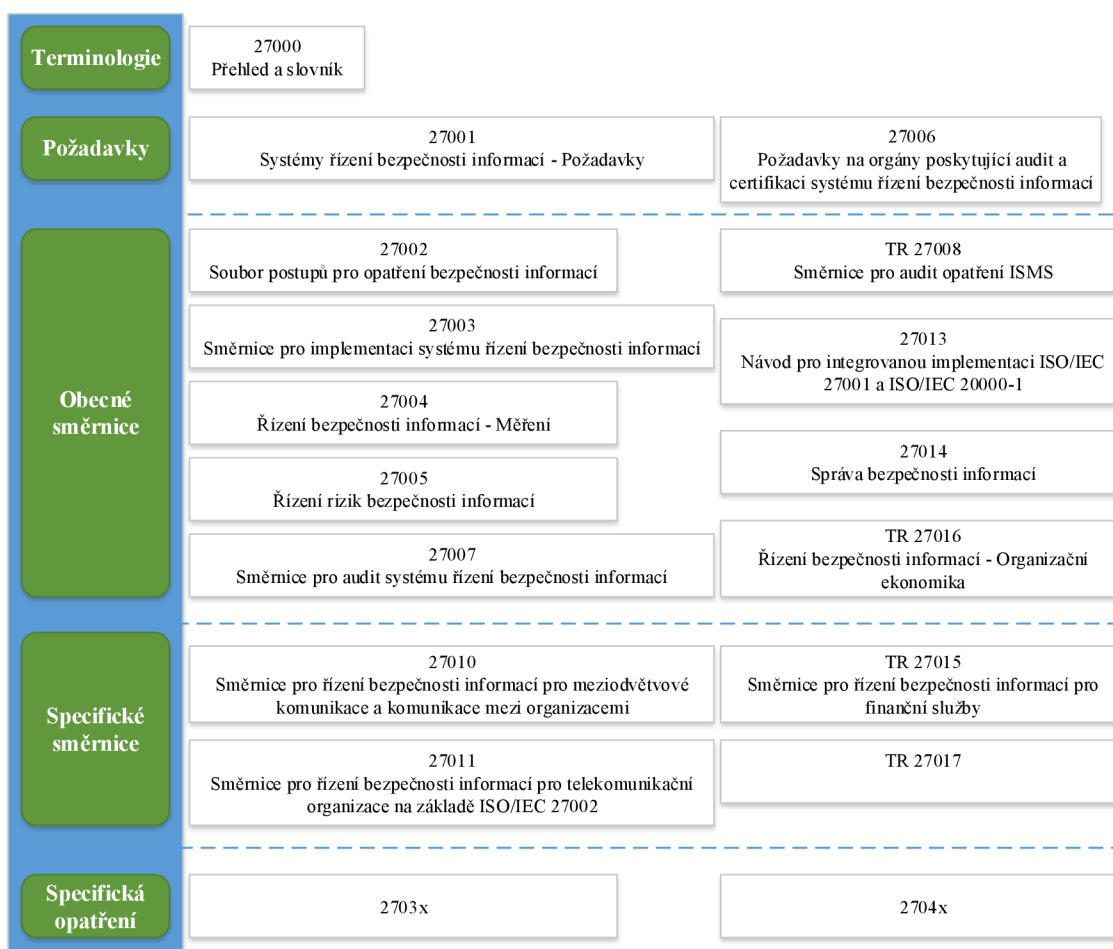 Terminologie
27000
Přehled a slovník
Požadavky
27001
Systémy řízení bezpečnosti informací - Požadavky
27006
Požadavky na orgány poskytující audit a
certifikaci systému řízení bezpečnosti informací
Obecné
směrnice
27002
Soubor postupů pro opatření bezpečnosti informací
27003
Směrnice pro implementaci systému řízení bezpečnosti informací
27004
Řízení bezpečnosti informací - Měření
27005
Řízení rizik bezpečnosti informací
27007
Směrnice pro audit systému řízení bezpečnosti informací
TR 27008
Směrnice pro audit opatření ISMS
27013
Návod pro integrovanou implementaci ISO/IEC
27001 a ISO/IEC 20000-1
27014
Správa bezpečnosti informací
TR 27016
Řízení bezpečnosti informací - Organizační
ekonomika
Specifické
směrnice
27010
Směrnice pro řízení bezpečnosti informací pro meziodvětvové
komunikace a komunikace mezi organizacemi
27011
Směrnice pro řízení bezpečnosti informací pro telekomunikační
organizace na základě ISO/IEC 27002
TR 27015
Směrnice pro řízení bezpečnosti informací pro
finanční služby
TR 27017
Specifická
opatření
2703x
2704x